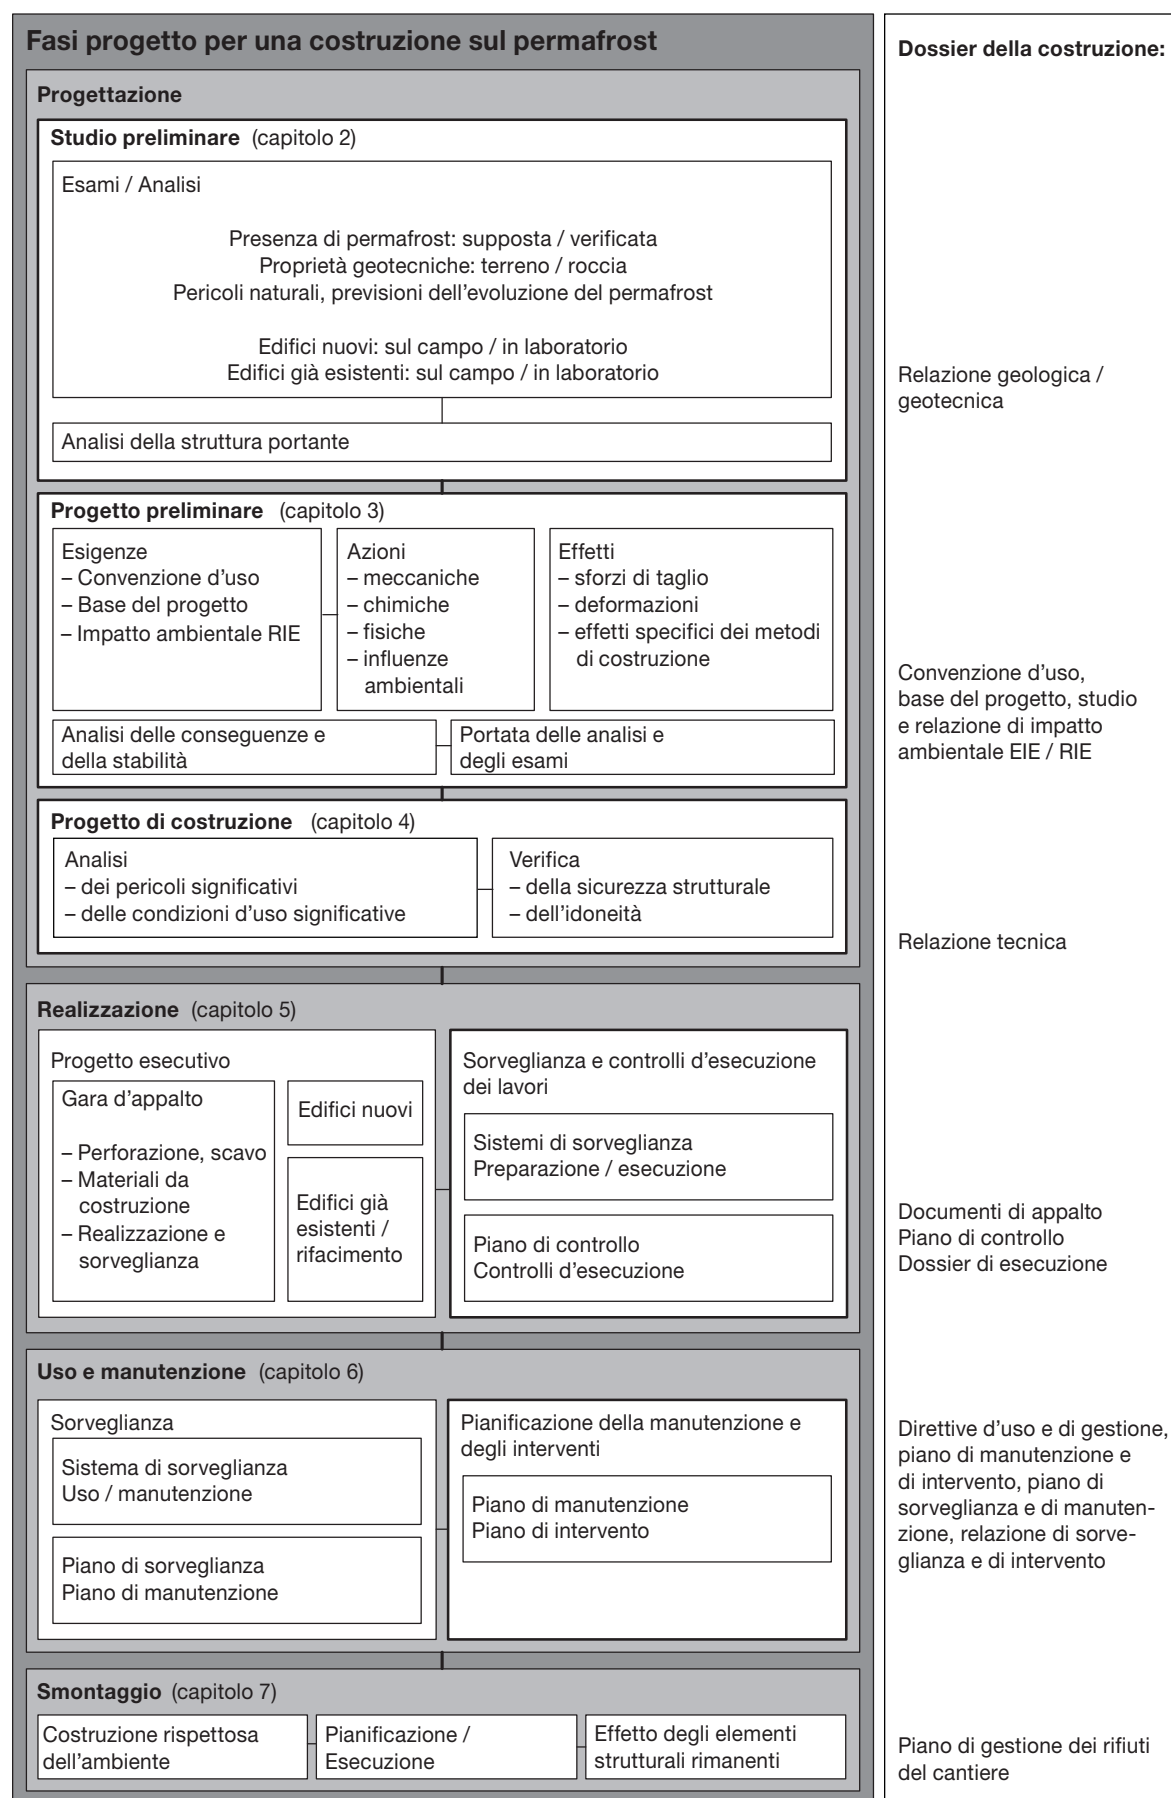 Fasi progetto per una costruzione sul permafrost
Progettazione
Studio preliminare (capitolo 2)
Esami / Analisi
Presenza di permafrost: supposta / verificata
Proprietà geotecniche: terreno / roccia
Pericoli naturali, previsioni dell'evoluzione del permafrost
Edifici nuovi: sul campo / in laboratorio
Edifici già esistenti: sul campo / in laboratorio
Analisi della struttura portante
Progetto preliminare (capitolo 3)
Esigenze
– Convenzione d'uso
– Base del progetto
– Impatto ambientale RIE
Azioni
– meccaniche
– chimiche
– fisiche
– influenze
ambientali
Effetti
– sforzi di taglio
– deformazioni
– effetti specifici dei metodi
di costruzione
Analisi delle conseguenze e
della stabilità
Portata delle analisi e
degli esami
Progetto di costruzione (capitolo 4)
Analisi
– dei pericoli significativi
– delle condizioni d'uso significative
Verifica
– della sicurezza strutturale
– dell'idoneità
Realizzazione (capitolo 5)
Progetto esecutivo
Gara d'appalto
– Perforazione, scavo
– Materiali da
costruzione
– Realizzazione e
sorveglianza
Edifici nuovi
Edifici già
esistenti /
rifacimento
Sorveglianza e controlli d'esecuzione
dei lavori
Sistemi di sorveglianza
Preparazione / esecuzione
Piano di controllo
Controlli d'esecuzione
Uso e manutenzione (capitolo 6)
Sorveglianza
Sistema di sorveglianza
Uso / manutenzione
Piano di sorveglianza
Piano di manutenzione
Pianificazione della manutenzione e
degli interventi
Piano di manutenzione
Piano di intervento
Smontaggio (capitolo 7)
Costruzione rispettosa
dell'ambiente
Pianificazione /
Esecuzione
Effetto degli elementi
strutturali rimanenti
Dossier della costruzione:
Relazione geologica /
geotecnica
Convenzione d'uso,
base del progetto, studio
e relazione di impatto
ambientale EIE / RIE
Relazione tecnica
Documenti di appalto
Piano di controllo
Dossier di esecuzione
Direttive d'uso e di gestione,
piano di manutenzione e
di intervento, piano di
sorveglianza e di manuten-
zione, relazione di sorve-
glianza e di intervento
Piano di gestione dei rifiuti
del cantiere